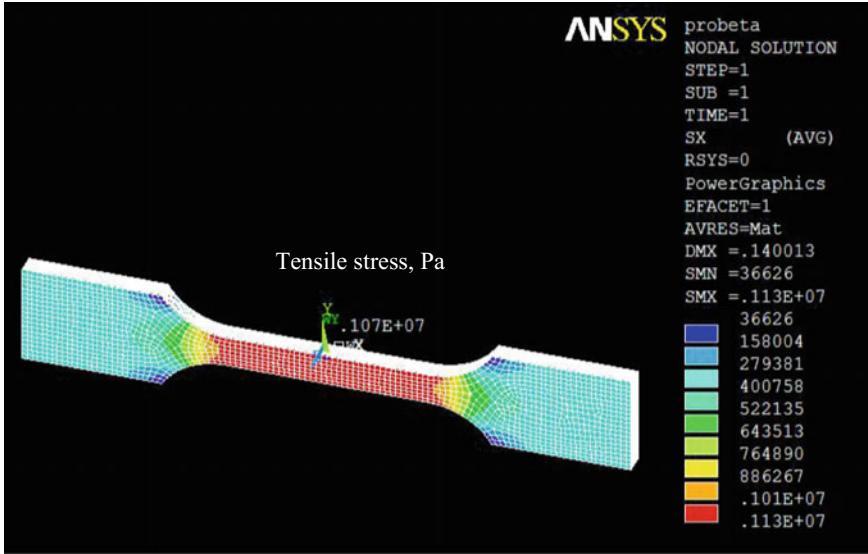 ANSYS
probeta
NODAL SOLUTION
STEP=1
SUB =1
TIME=1
SX (AVG)
RSYS=0
PowerGraphics
EFACET=1
AVRES=Mat
DMX =.140013
SMN =36626
SMX =.113E+07
36626
158004
279381
400758
522135
643513
764890
886267
.101E+07
.113E+07
Tensile stress, Pa
Y
.107E+07
X